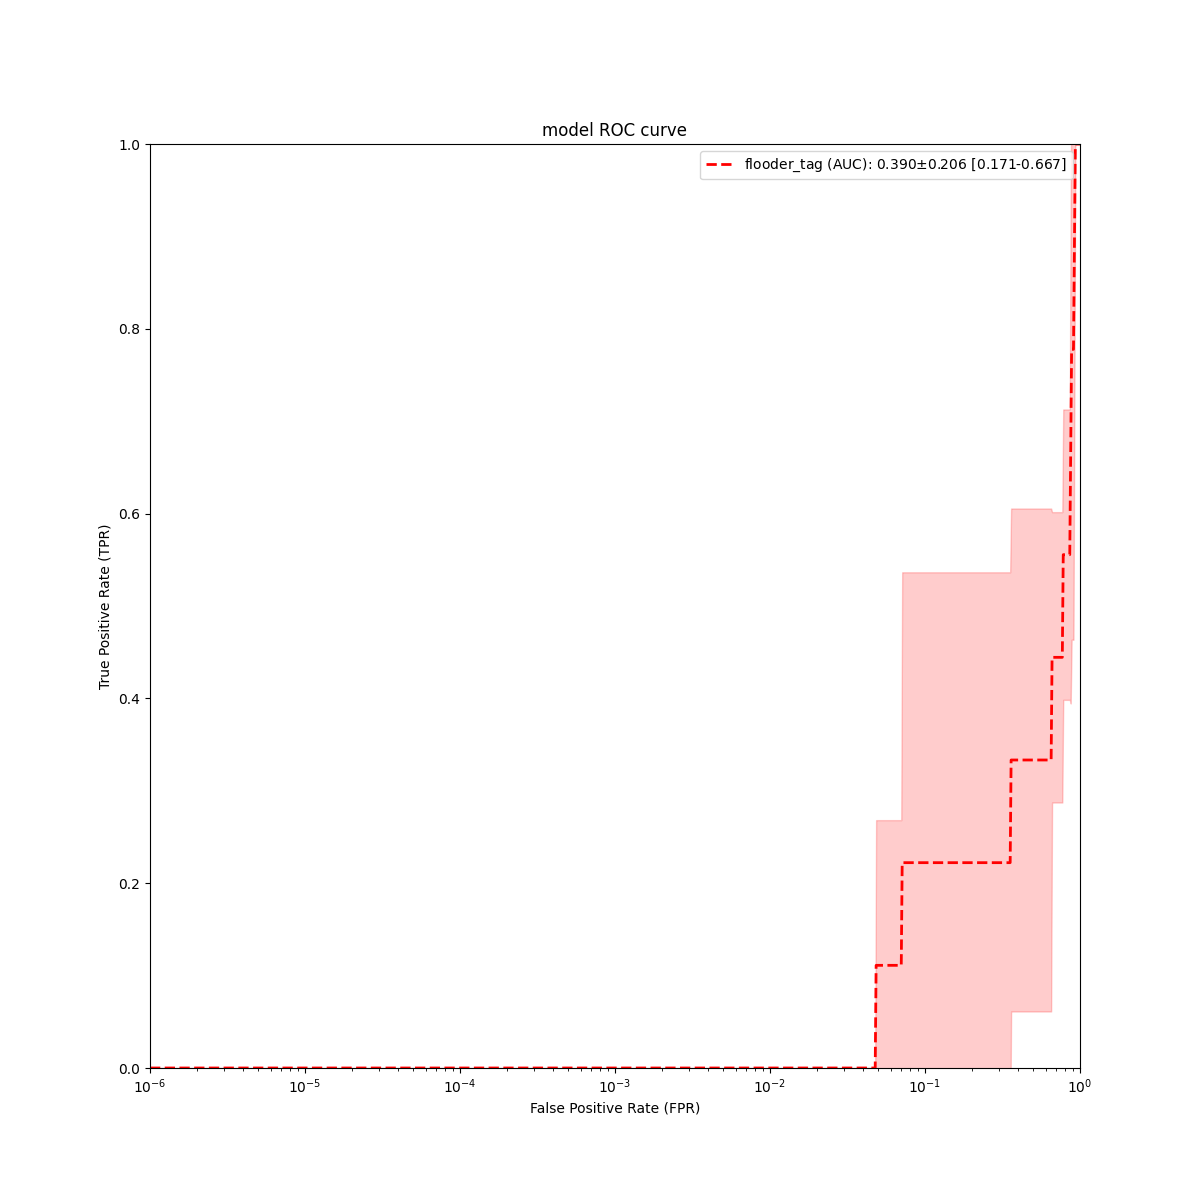 model ROC curve
flooder_tag (AUC): 0.390±0.206 [0.171-0.667]
1.0
0.8
0.6
0.4
0.2
0.0
True Positive Rate (TPR)
10⁻⁶ 10⁻⁵ 10⁻⁴ 10⁻³ 10⁻² 10⁻¹ 10⁰
False Positive Rate (FPR)